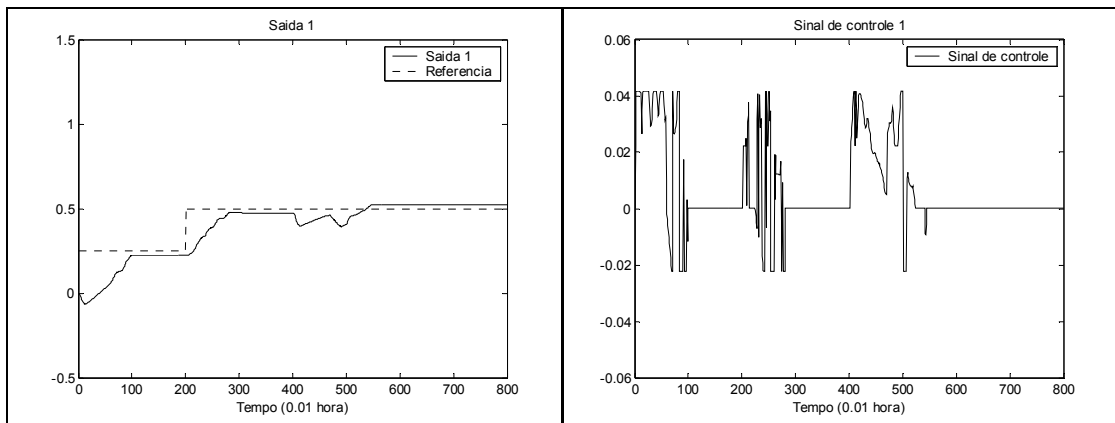 Saida 1
1.5
1
0.5
0
-0.5
Saida 1
Referencia
0 100 200 300 400 500 600 700 800
Tempo (0.01 hora)
Sinal de controle 1
0.06
0.04
0.02
0
-0.02
-0.04
-0.06
Sinal de controle
0 100 200 300 400 500 600 700 800
Tempo (0.01 hora)